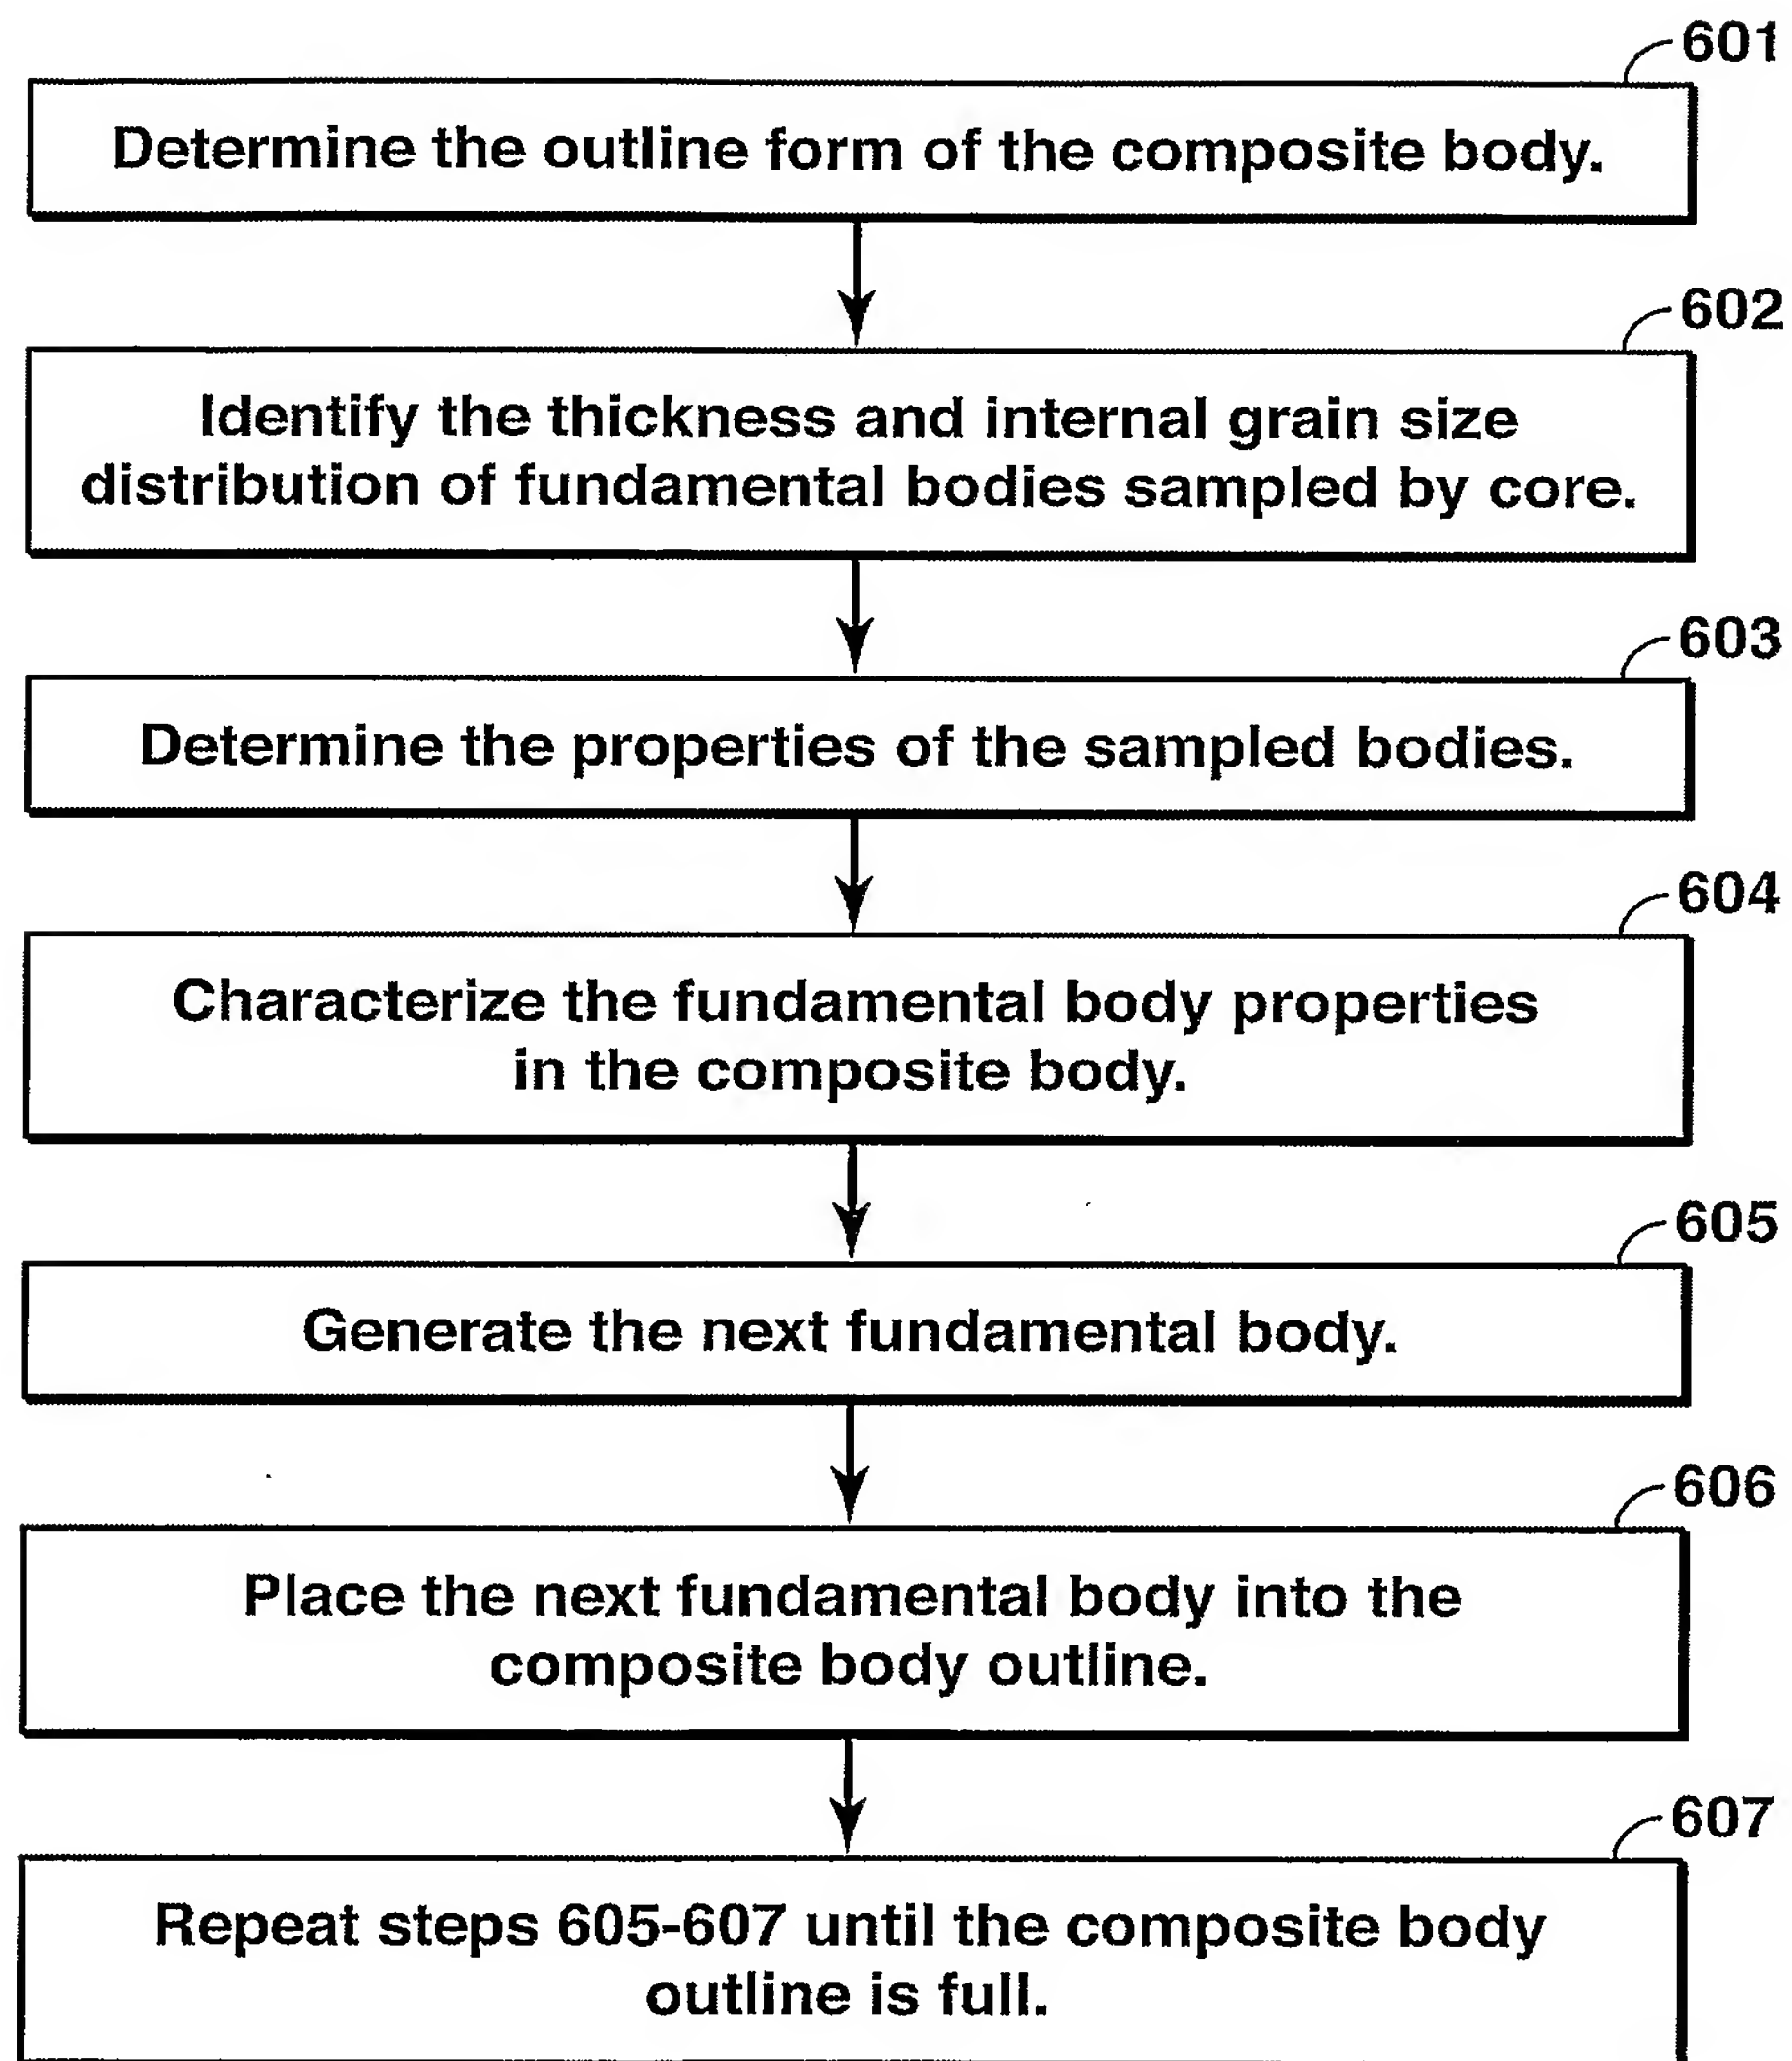 601
Determine the outline form of the composite body.
602
Identify the thickness and internal grain size
distribution of fundamental bodies sampled by core.
603
Determine the properties of the sampled bodies.
604
Characterize the fundamental body properties
in the composite body.
605
Generate the next fundamental body.
606
Place the next fundamental body into the
composite body outline.
607
Repeat steps 605-607 until the composite body
outline is full.